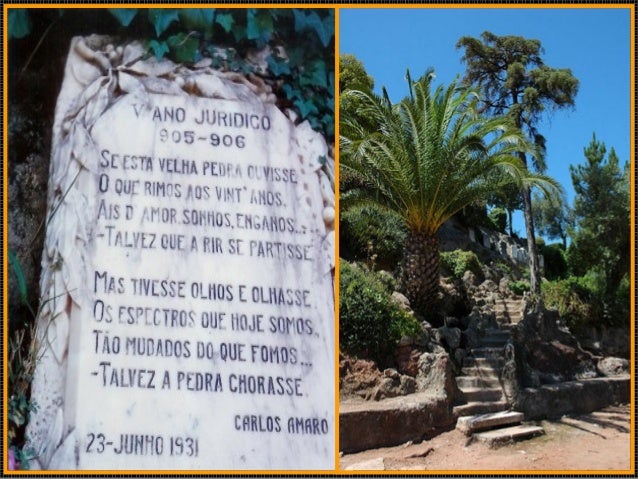 V ANO JURIDICO
905-906
SE ESTA VELHA PEDRA OUVISSE
O QUE RIMOS AOS VINT' ANOS,
AIS D' AMOR, SONHOS, ENGANOS....
-TALVEZ QUE A RIR SE PARTISSE
MAS TIVESSE OLHOS E OLHASSE
OS ESPECTROS QUE HOJE SOMOS,
TÃO MUDADOS DO QUE FOMOS...
-TALVEZ A PEDRA CHORASSE.
CARLOS AMARO
23-JUNHO 1931